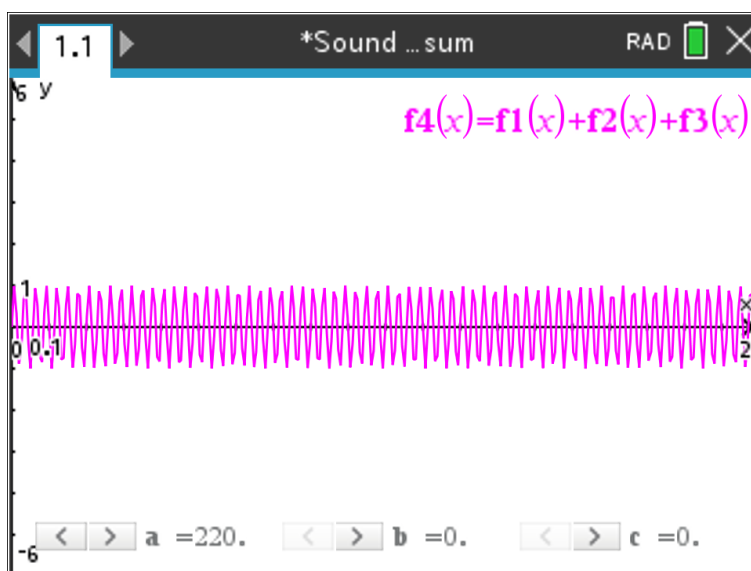 1.1 *Sound …sum RAD
6 y
f4(x)=f1(x)+f2(x)+f3(x)
1
x
0 0.1 2
-6
< > a =220. < > b =0. < > c =0.